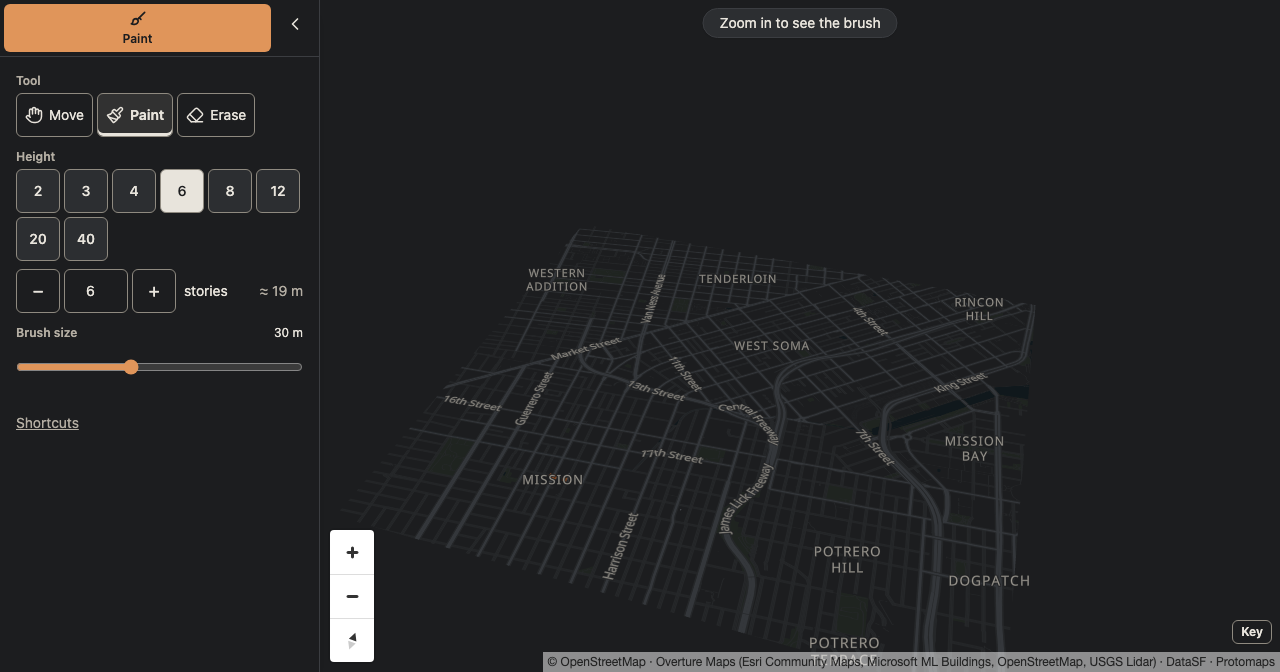 Paint
Zoom in to see the brush
Tool
Move
Paint
Erase
Height
2
3
4
6
8
12
20
40
−
6
+
stories
≈ 19 m
Brush size
30 m
Shortcuts
WESTERN
ADDITION
Van Ness Avenue
TENDERLOIN
RINCON
HILL
4th Street
WEST SOMA
Market Street
11th Street
King Street
16th Street
Guerrero Street
13th Street
Central Freeway
7th Street
MISSION
BAY
17th Street
MISSION
James Lick Freeway
Harrison Street
POTRERO
HILL
DOGPATCH
POTRERO
TERRACE
+
−
Key
© OpenStreetMap · Overture Maps (Esri Community Maps, Microsoft ML Buildings, OpenStreetMap, USGS Lidar) · DataSF · Protomaps